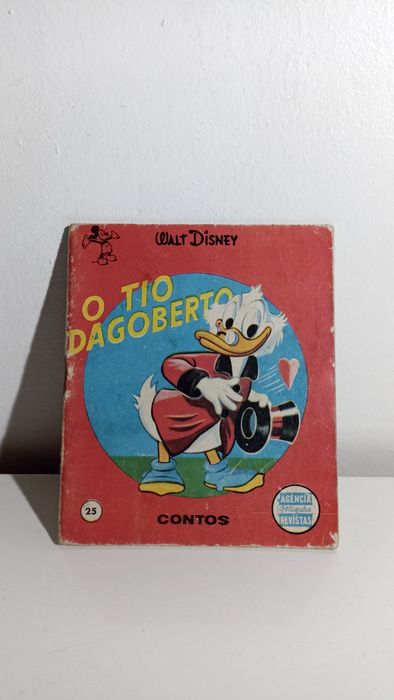 WALT DISNEY
O TIO
DAGOBERTO
25
CONTOS
AGÊNCIA
Portuguesa
REVISTAS